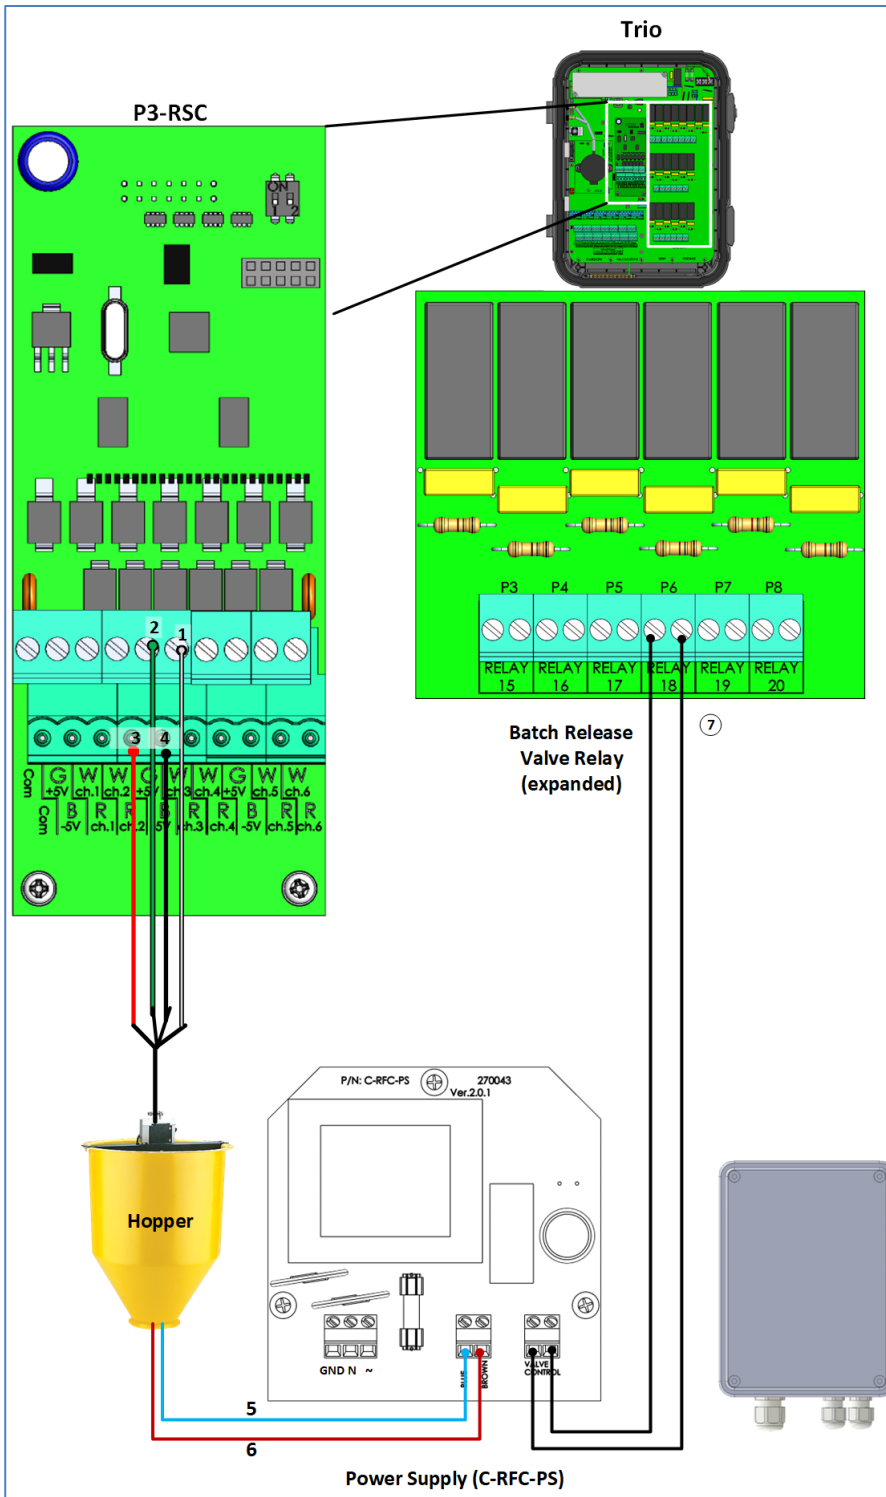 Trio
P3-RSC
ON
1 2
P3 P4 P5 P6 P7 P8
2 1
RELAY 15 RELAY 16 RELAY 17 RELAY 18 RELAY 19 RELAY 20
7
Batch Release
Valve Relay
(expanded)
3 4
Com G +5V W ch.1 W ch.2 G +5V W ch.3 W ch.4 G +5V W ch.5 W ch.6
Com B -5V R ch.1 R ch.2 B -5V R ch.3 R ch.4 B -5V R ch.5 R ch.6
P/N: C-RFC-PS 270043
Ver.2.0.1
Hopper
GND N ~
BLUE
BROWN
VALVE
CONTROL
5
6
Power Supply (C-RFC-PS)